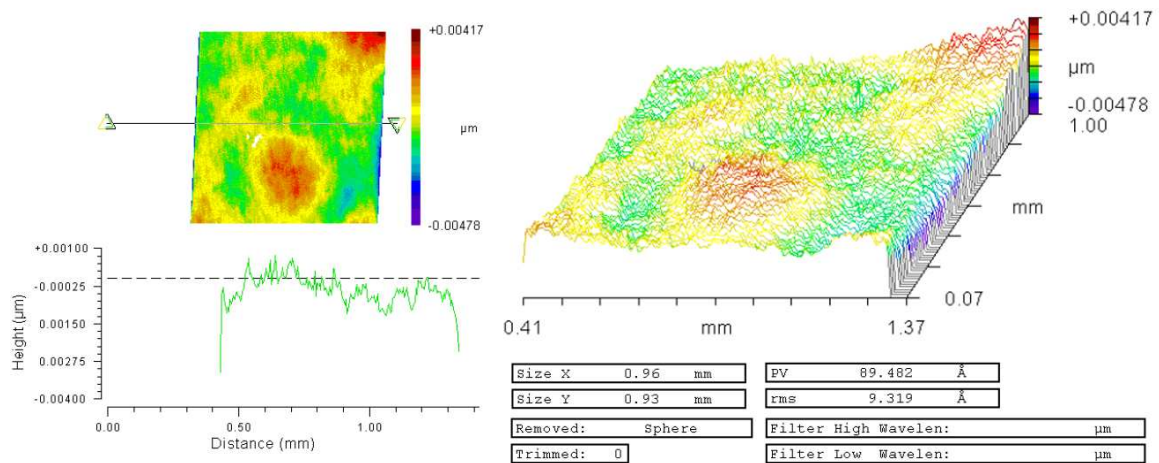 +0.00417
µm
-0.00478
+0.00417
µm
-0.00478
1.00
mm
0.07
0.41
mm
1.37
+0.00100
-0.00025
0.00150
0.00275
-0.00400
Height (µm)
0.00
0.50
1.00
Distance (mm)
Size X 0.96 mm
Size Y 0.93 mm
Removed: Sphere
Trimmed: 0
PV 89.482 Å
rms 9.319 Å
Filter High Wavelen: µm
Filter Low Wavelen: µm